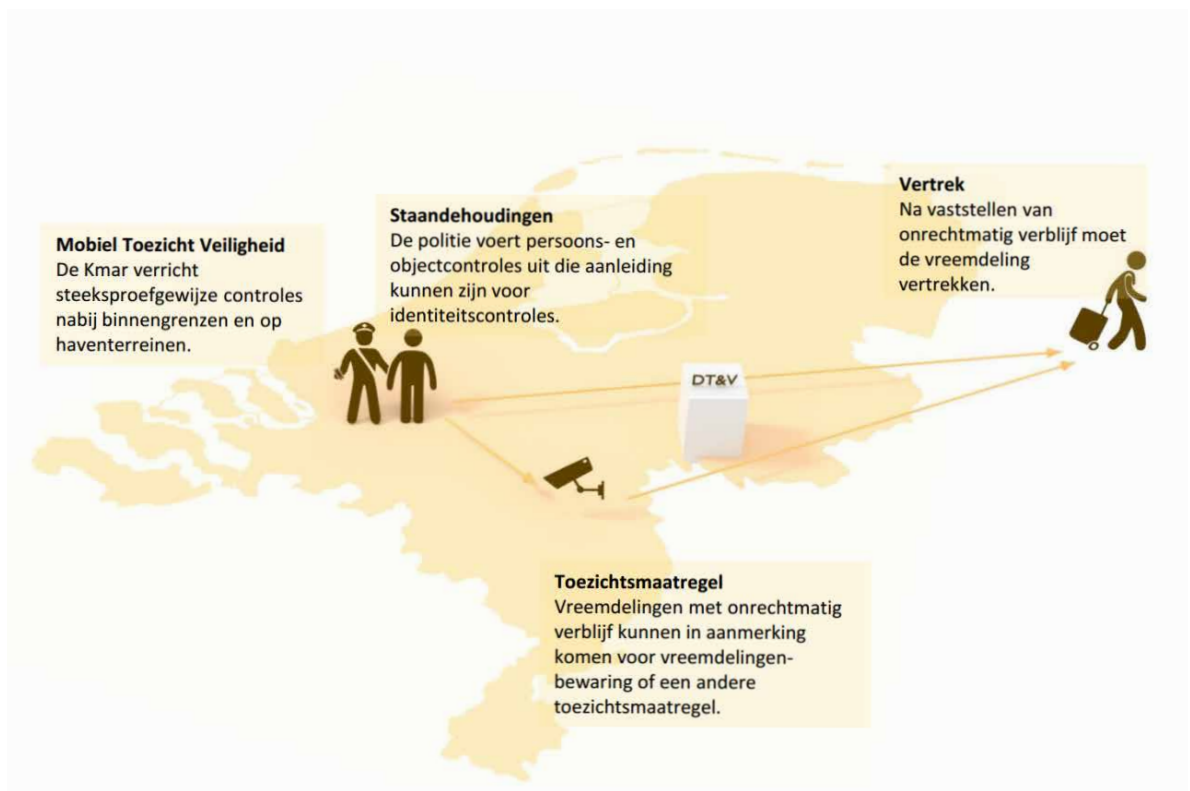 Mobiel Toezicht Veiligheid
De Kmar verricht
steeksproefgewijze controles
nabij binnengrenzen en op
haventerreinen.
Staandehoudingen
De politie voert persoons- en
objectcontroles uit die aanleiding
kunnen zijn voor
identiteitscontroles.
Vertrek
Na vaststellen van
onrechtmatig verblijf moet
de vreemdeling
vertrekken.
DT&V
Toezichtsmaatregel
Vreemdelingen met onrechtmatig
verblijf kunnen in aanmerking
komen voor vreemdelingen-
bewaring of een andere
toezichtsmaatregel.